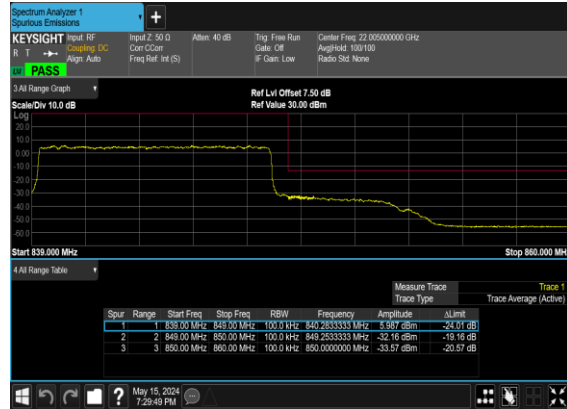 Spectrum Analyzer 1
Spurious Emissions
KEYSIGHT Input: RF Input Z: 50 Ω Atten: 40 dB Trig: Free Run Center Freq: 22.005000000 GHz
R T Coupling: DC Corr CCorr Gate: Off Avg|Hold: 100/100
Align: Auto Freq Ref: Int (S) IF Gain: Low Radio Std: None
PASS
3 All Range Graph
Ref Lvl Offset 7.50 dB
Scale/Div 10.0 dB Ref Value 30.00 dBm
Log
20.0
10.0
0.00
-10.0
-20.0
-30.0
-40.0
-50.0
-60.0
Start 839.000 MHz Stop 860.000 MH
4 All Range Table
Measure Trace Trace 1
Trace Type Trace Average (Active)
Spur Range Start Freq Stop Freq RBW Frequency Amplitude ΔLimit
1 1 839.00 MHz 849.00 MHz 100.0 kHz 840.2833333 MHz 5.987 dBm -24.01 dB
2 2 849.00 MHz 850.00 MHz 100.0 kHz 849.2533333 MHz -32.16 dBm -19.16 dB
3 3 850.00 MHz 860.00 MHz 100.0 kHz 850.0000000 MHz -33.57 dBm -20.57 dB
? May 15, 2024
7:29:49 PM